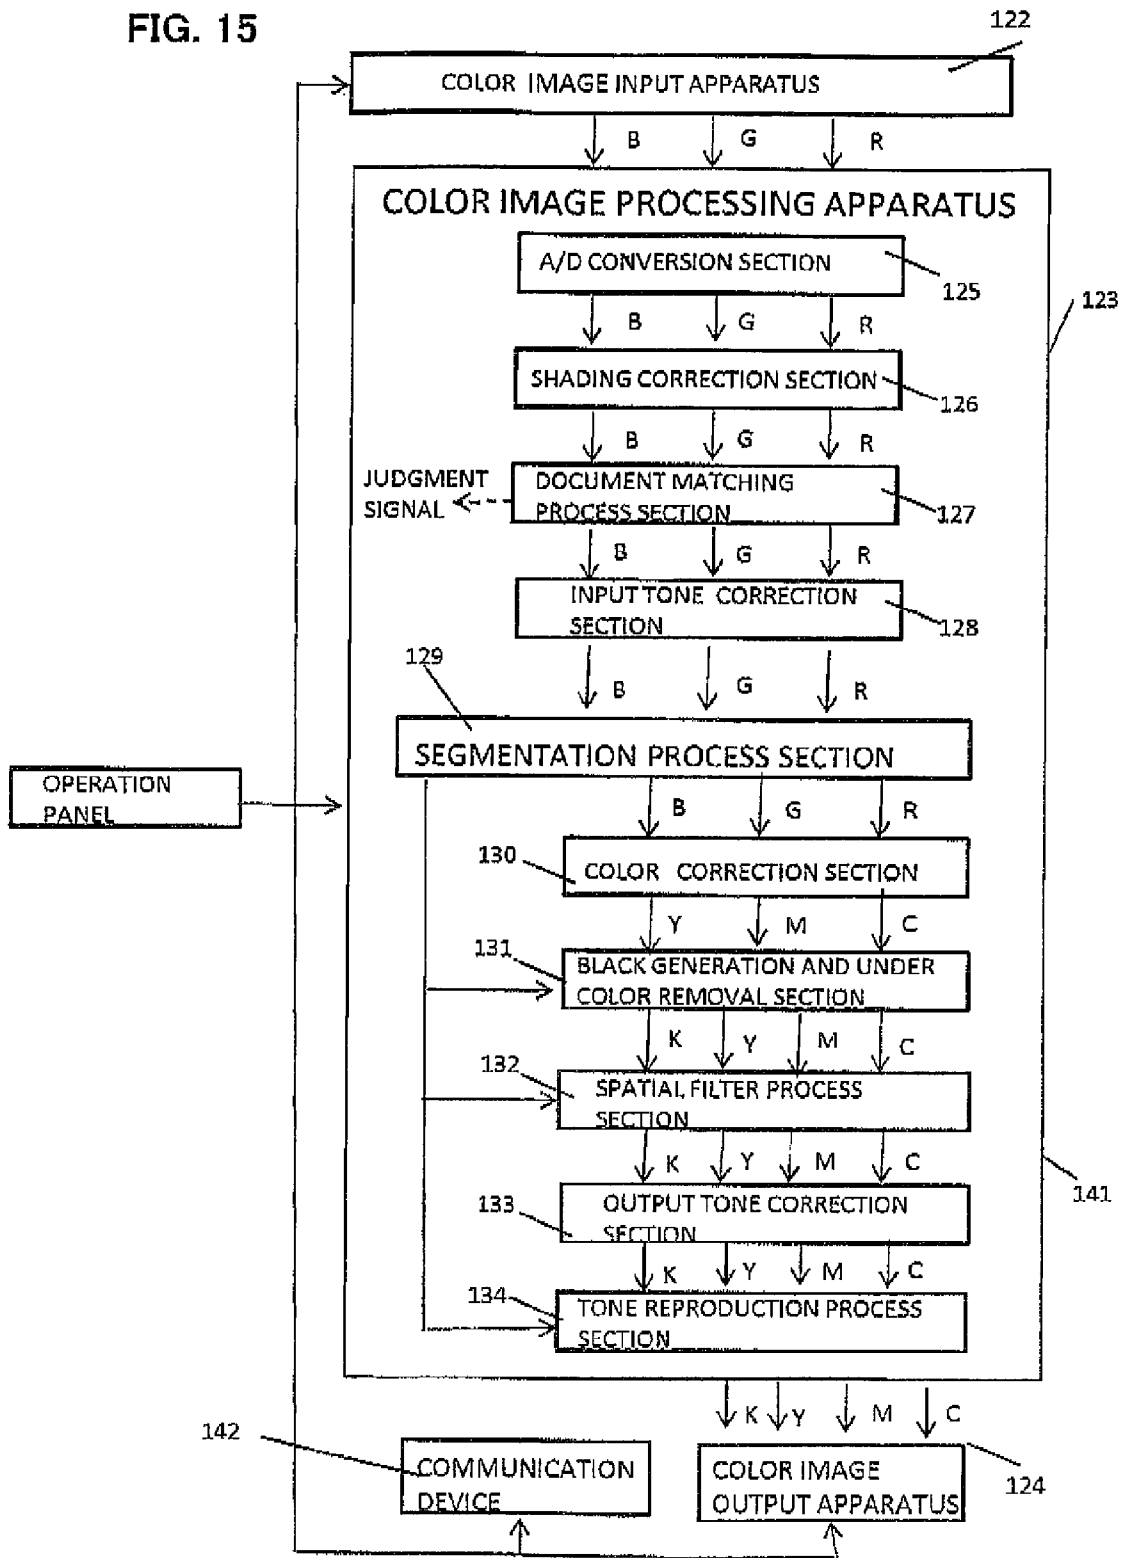 FIG. 15
122
COLOR IMAGE INPUT APPARATUS
B G R
COLOR IMAGE PROCESSING APPARATUS
A/D CONVERSION SECTION
125
123
B G R
SHADING CORRECTION SECTION
126
B G R
JUDGMENT
SIGNAL
DOCUMENT MATCHING
PROCESS SECTION
127
B G R
INPUT TONE CORRECTION
SECTION
128
129
B G R
SEGMENTATION PROCESS SECTION
OPERATION
PANEL
B G R
130
COLOR CORRECTION SECTION
Y M C
131
BLACK GENERATION AND UNDER
COLOR REMOVAL SECTION
K Y M C
132
SPATIAL FILTER PROCESS
SECTION
K Y M C
141
133
OUTPUT TONE CORRECTION
SECTION
K Y M C
134
TONE REPRODUCTION PROCESS
SECTION
K Y M C
142
COMMUNICATION
DEVICE
COLOR IMAGE
OUTPUT APPARATUS
124